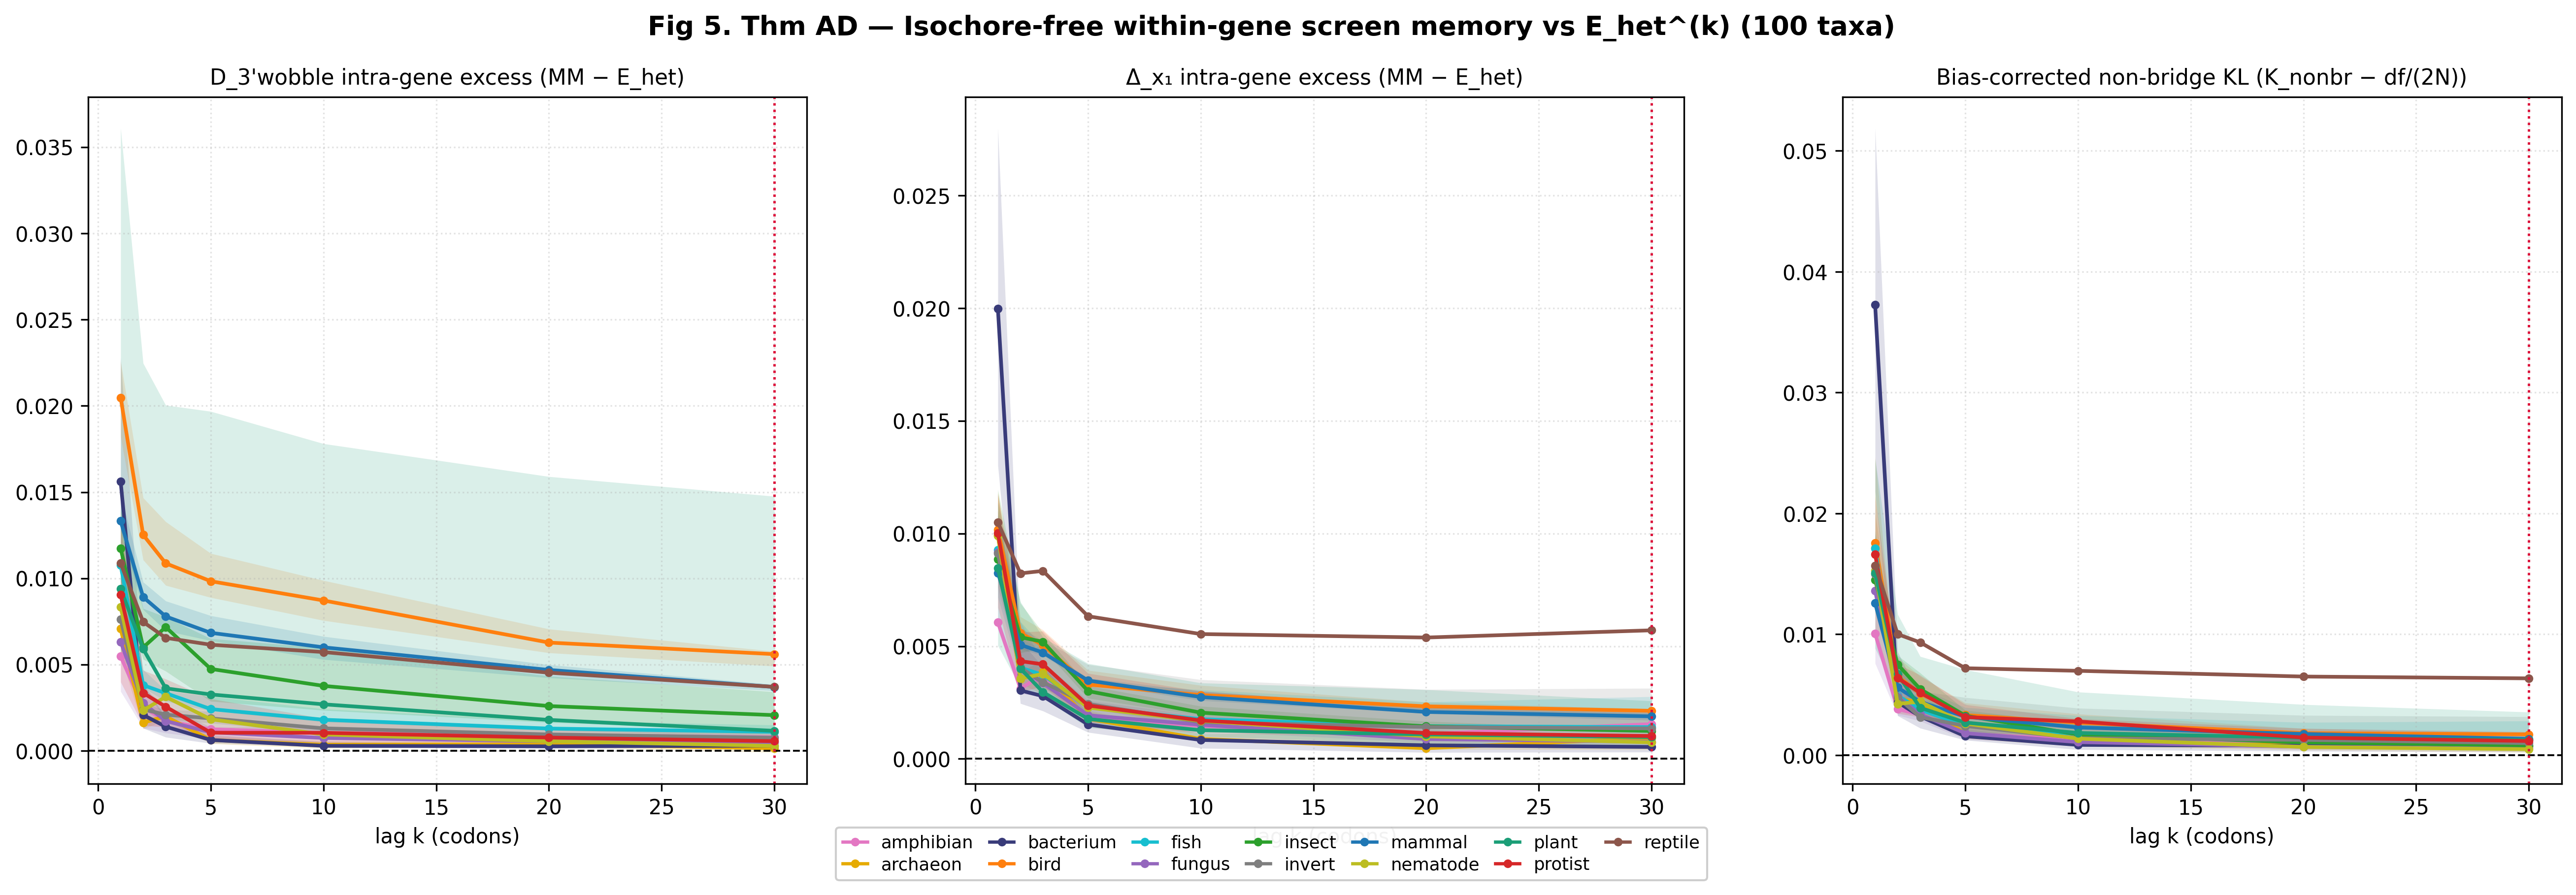 Fig 5. Thm AD — Isochore-free within-gene screen memory vs E_het^(k) (100 taxa)
D_3'wobble intra-gene excess (MM − E_het)
0.035
0.030
0.025
0.020
0.015
0.010
0.005
0.000
0 5 10 15 20 25 30
lag k (codons)
Δ_x₁ intra-gene excess (MM − E_het)
0.025
0.020
0.015
0.010
0.005
0.000
0 5 10 15 20 25 30
lag k (codons)
Bias-corrected non-bridge KL (K_nonbr − df/(2N))
0.05
0.04
0.03
0.02
0.01
0.00
0 5 10 15 20 25 30
lag k (codons)
amphibian bacterium fish insect mammal plant reptile
archaeon bird fungus invert nematode protist